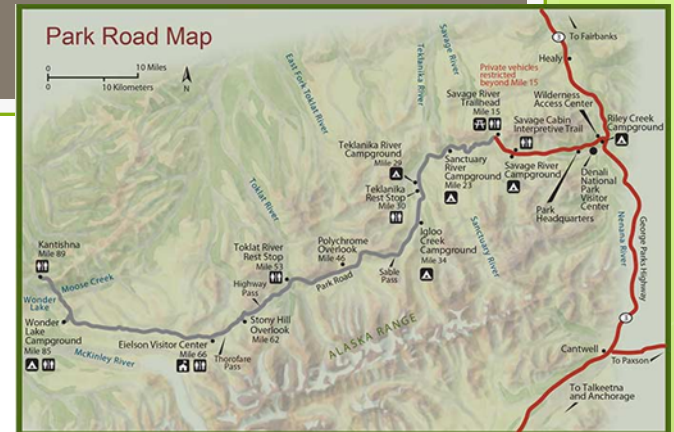 Park Road Map
0
10 Miles
0
10 Kilometers
N
To Fairbanks
3
Healy
Private vehicles
restricted
beyond Mile 15
Wilderness
Access Center
Riley Creek
Campground
Savage River
Trailhead
Mile 15
Savage Cabin
Interpretive Trail
Savage River
Teklanika River
East Fork Toklat River
Teklanika River
Campground
Mile 29
Sanctuary
River
Campground
Mile 23
Savage River
Campground
Denali
National
Park
Visitor
Center
Park
Headquarters
Teklanika
Rest Stop
Mile 30
Toklat River
Igloo
Creek
Campground
Mile 34
Sanctuary River
Nenana River
George Parks Highway
Kantishna
Mile 89
Toklat River
Rest Stop
Mile 53
Polychrome
Overlook
Mile 46
Sable
Pass
Park Road
Highway
Pass
Moose Creek
Wonder
Lake
Wonder
Lake
Campground
Mile 85
Stony Hill
Overlook
Mile 62
Eielson Visitor Center
Mile 66
Thorofare
Pass
McKinley River
ALASKA RANGE
3
Cantwell
To Paxson
To Talkeetna
and Anchorage